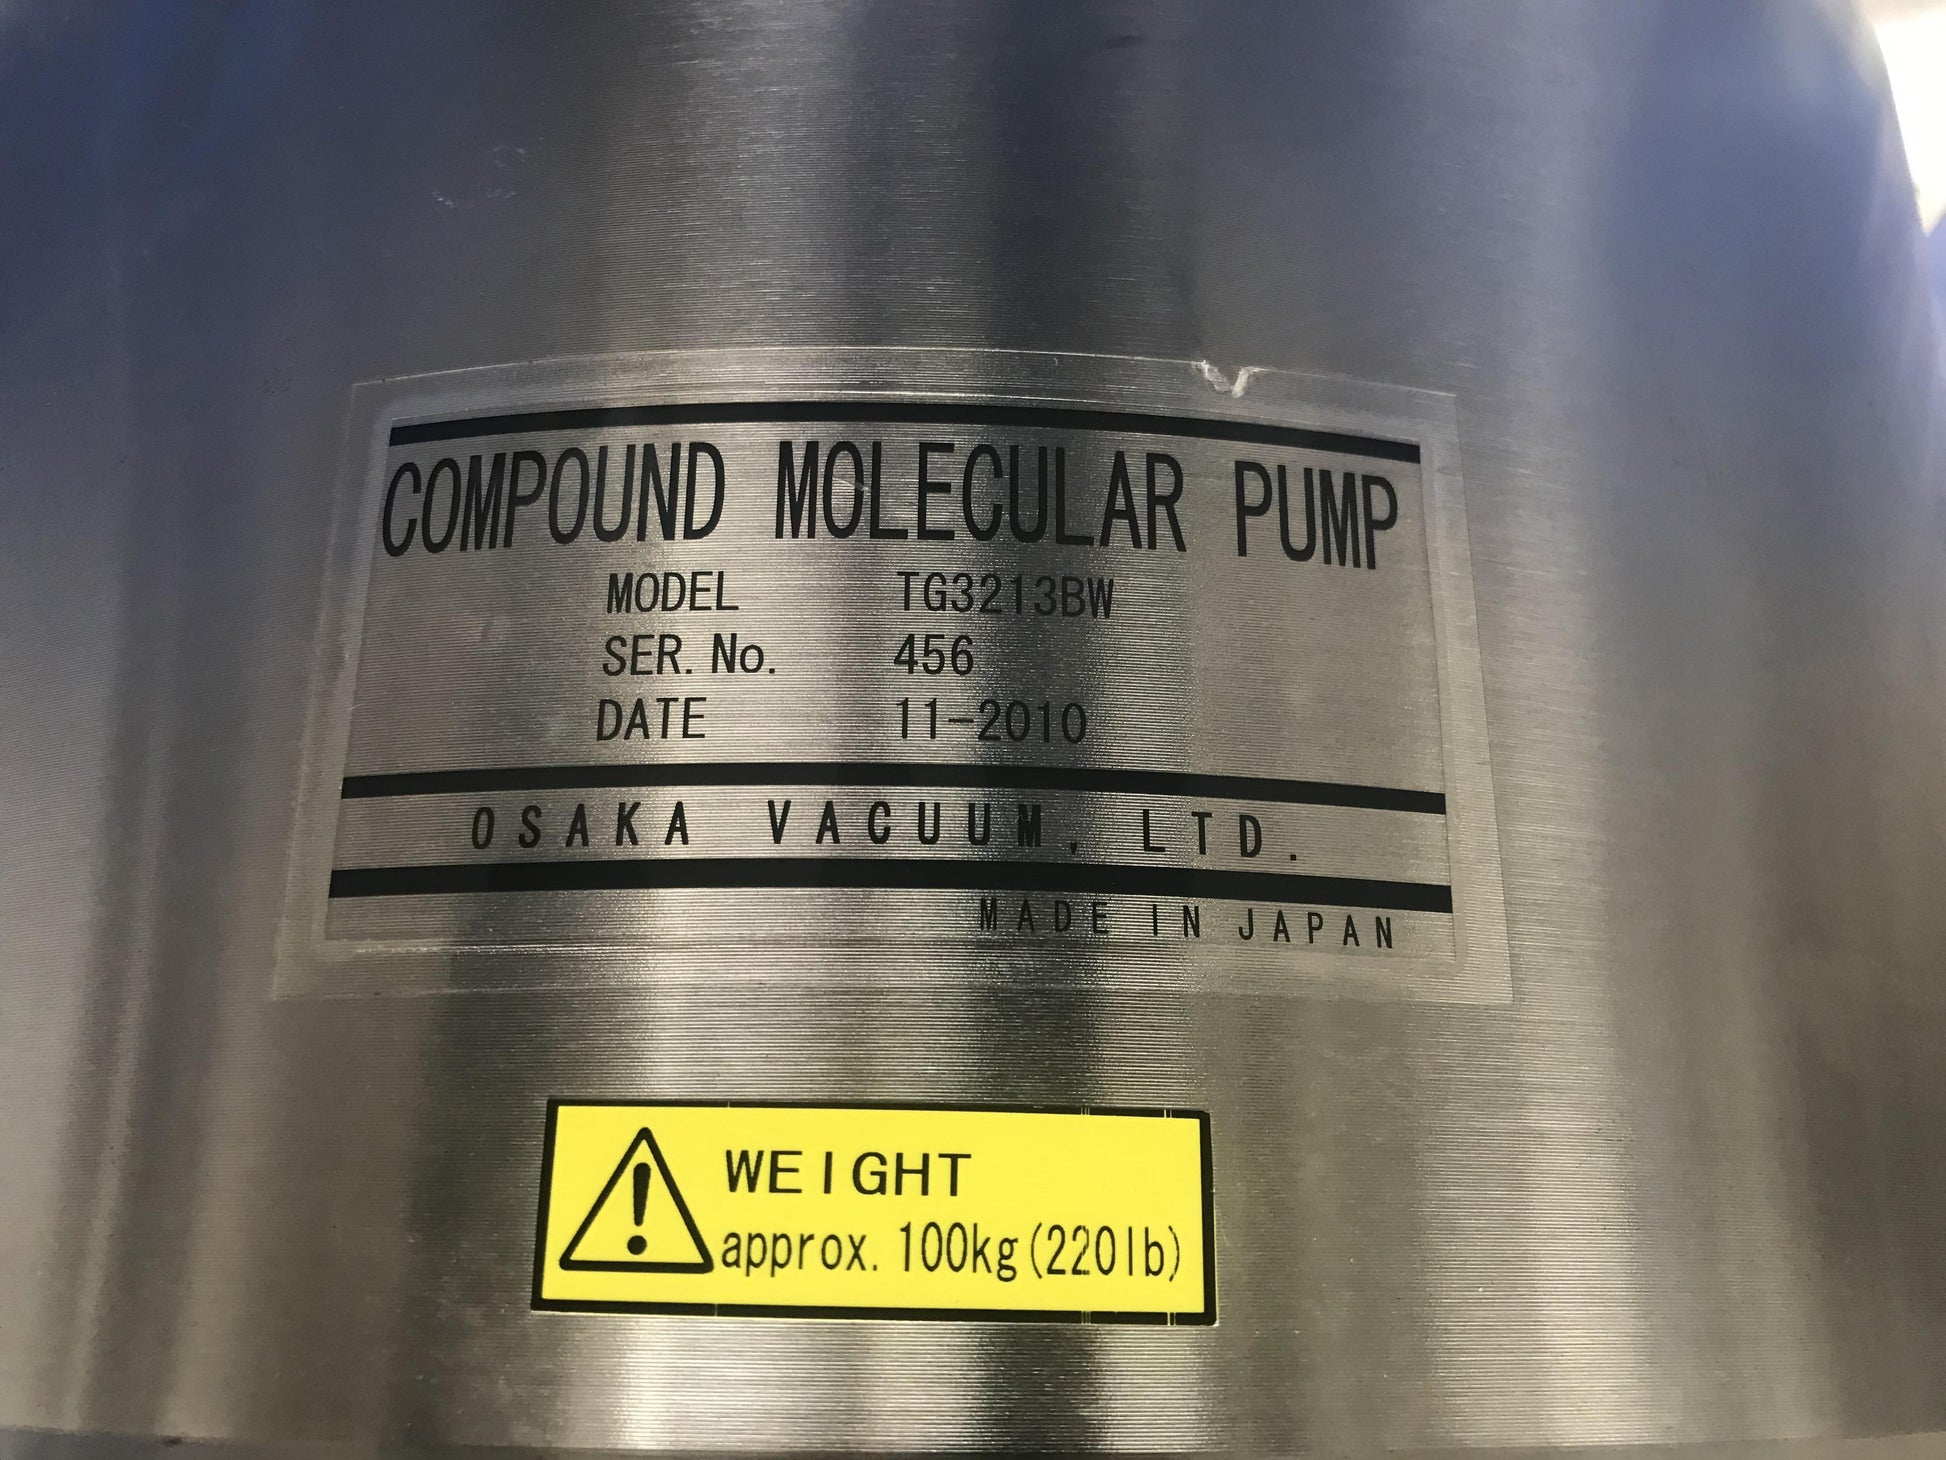 COMPOUND MOLECULAR PUMP
MODEL TG3213BW
SER. No. 456
DATE 11-2010
OSAKA VACUUM, LTD.
MADE IN JAPAN
WEIGHT
approx. 100kg(220lb)